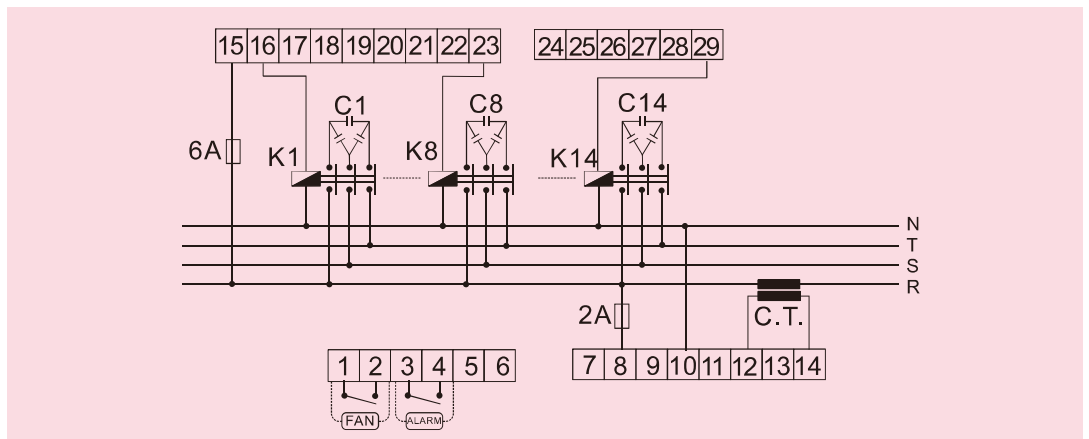 15 16 17 18 19 20 21 22 23
24 25 26 27 28 29
C1
C8
C14
6A
K1
K8
K14
N
T
S
R
2A
C.T.
7 8 9 10 11 12 13 14
1 2 3 4 5 6
FAN
ALARM